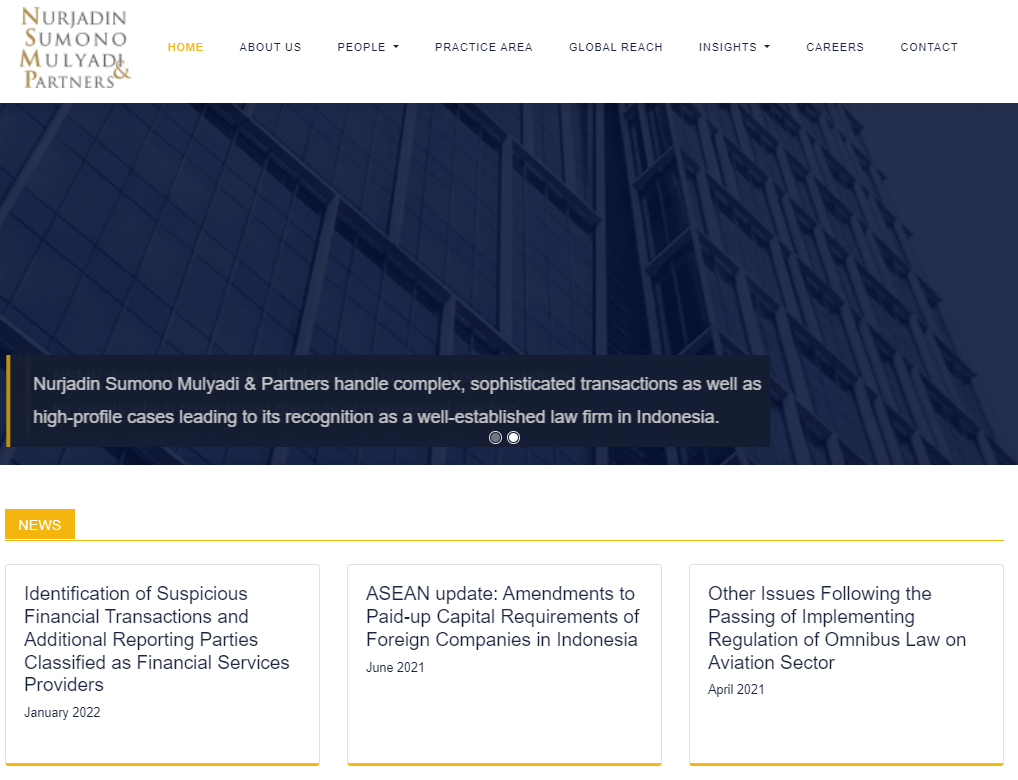 NURJADIN
SUMONO
MULYADI
& PARTNERS
HOME ABOUT US PEOPLE PRACTICE AREA GLOBAL REACH INSIGHTS CAREERS CONTACT
Nurjadin Sumono Mulyadi & Partners handle complex, sophisticated transactions as well as
high-profile cases leading to its recognition as a well-established law firm in Indonesia.
NEWS
Identification of Suspicious
Financial Transactions and
Additional Reporting Parties
Classified as Financial Services
Providers
January 2022
ASEAN update: Amendments to
Paid-up Capital Requirements of
Foreign Companies in Indonesia
June 2021
Other Issues Following the
Passing of Implementing
Regulation of Omnibus Law on
Aviation Sector
April 2021